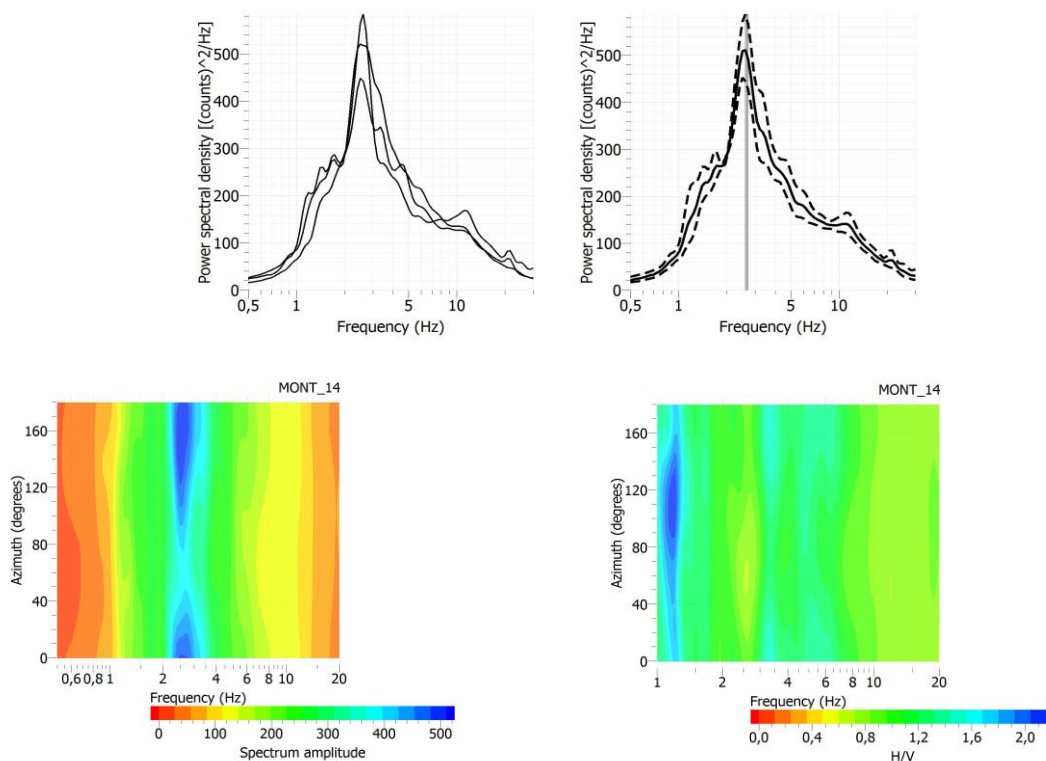 Power spectral density [(counts)^2/Hz]
500
400
300
200
100
0
0,5 1 5 10
Frequency (Hz)
Power spectral density [(counts)^2/Hz]
500
400
300
200
100
0
0,5 1 5 10
Frequency (Hz)
MONT_14
Azimuth (degrees)
160
120
80
40
0
0,6 0,8 1 2 4 6 8 10 20
Frequency (Hz)
0 100 200 300 400 500
Spectrum amplitude
MONT_14
Azimuth (degrees)
160
120
80
40
0
1 2 4 6 8 10 20
Frequency (Hz)
0,0 0,4 0,8 1,2 1,6 2,0
H/V